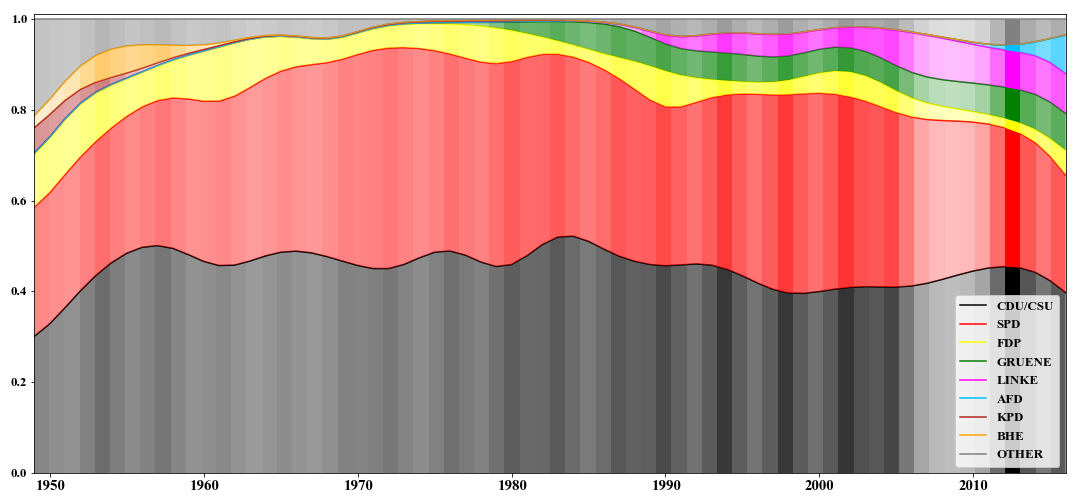 1.0
0.8
0.6
0.4
0.2
0.0
1950 1960 1970 1980 1990 2000 2010
CDU/CSU
SPD
FDP
GRUENE
LINKE
AFD
KPD
BHE
OTHER